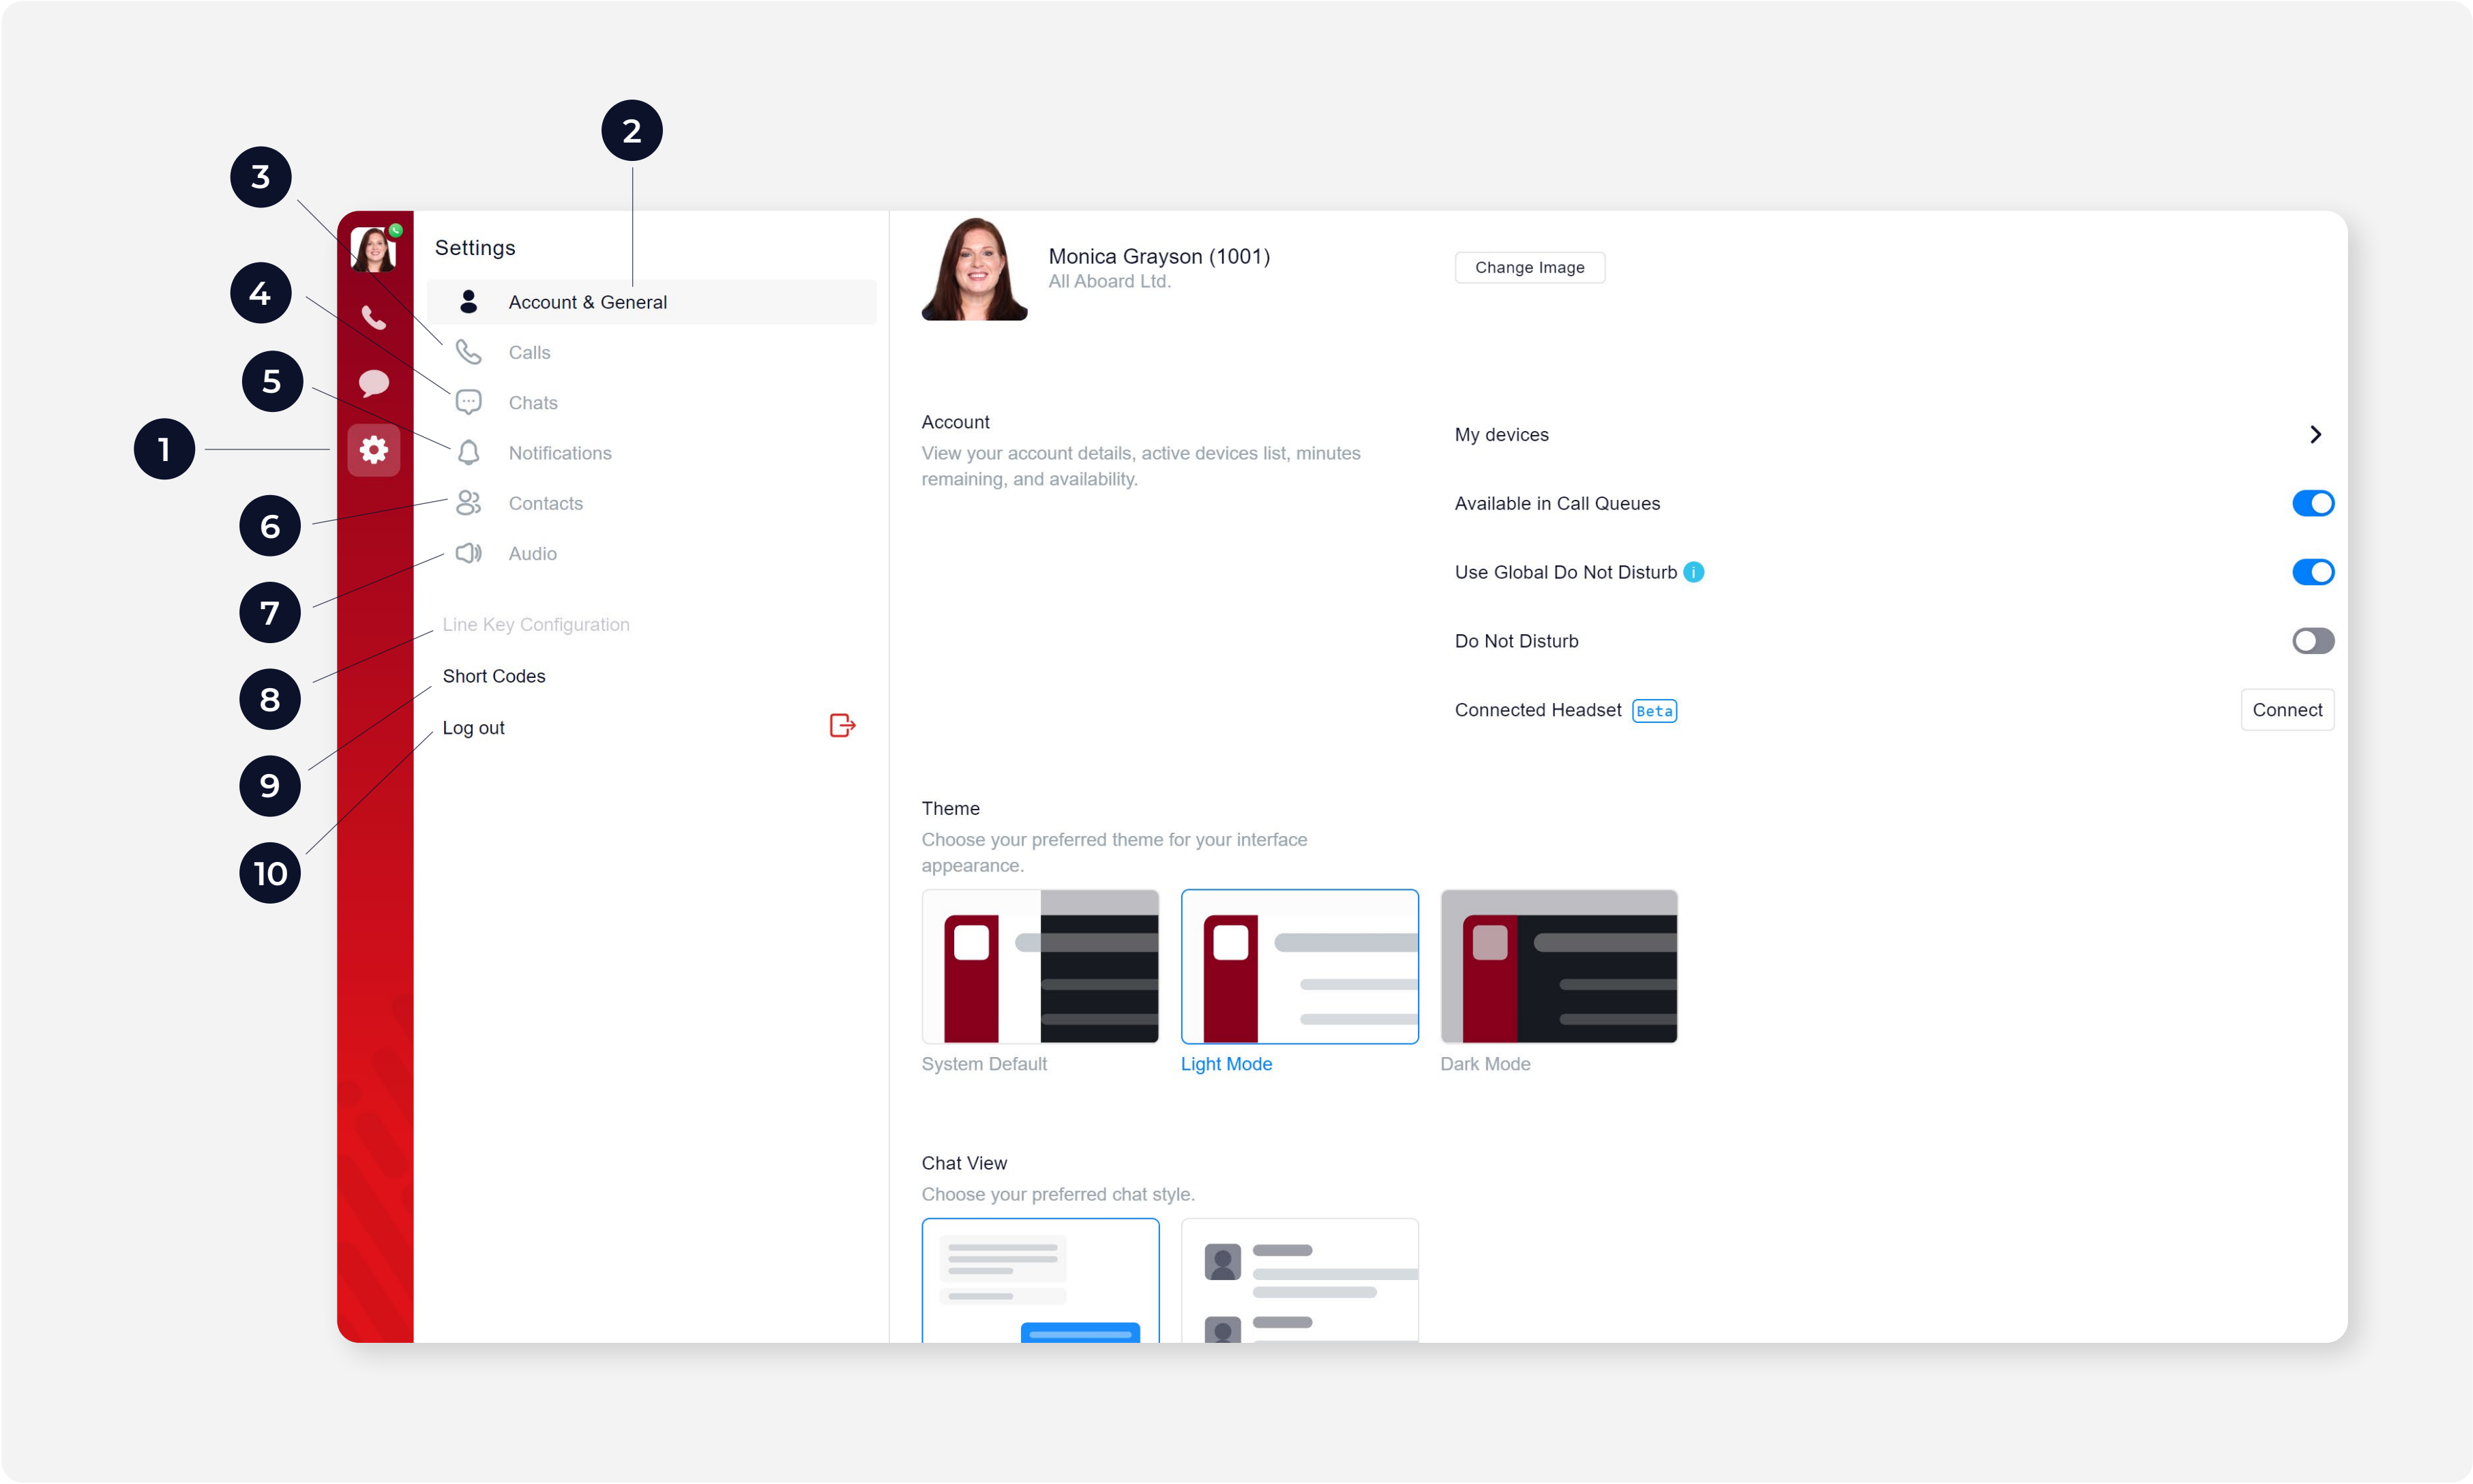 2
3
4
5
1
6
7
8
9
10
Settings
Account & General
Calls
Chats
Notifications
Contacts
Audio
Line Key Configuration
Short Codes
Log out
Monica Grayson (1001)
All Aboard Ltd.
Change Image
Account
View your account details, active devices list, minutes
remaining, and availability.
My devices
Available in Call Queues
Use Global Do Not Disturb i
Do Not Disturb
Connected Headset Beta
Connect
Theme
Choose your preferred theme for your interface
appearance.
System Default
Light Mode
Dark Mode
Chat View
Choose your preferred chat style.